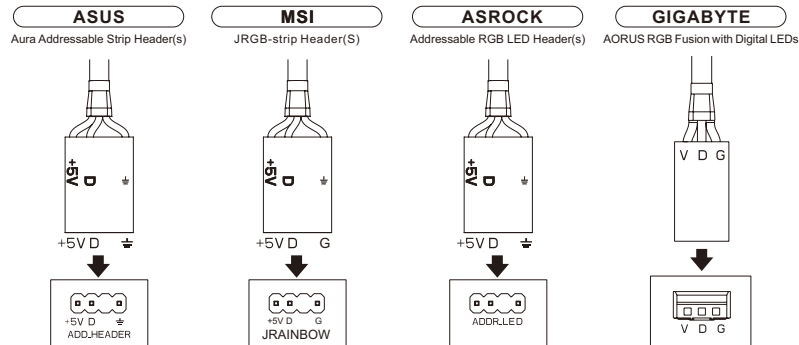 ASUS
Aura Addressable Strip Header(s)
+5V D ⏚
+5V D ⏚
+5V D ⏚
ADD_HEADER
MSI
JRGB-strip Header(S)
+5V D ⏚
+5V D G
+5V D G
JRAINBOW
ASROCK
Addressable RGB LED Header(s)
+5V D ⏚
+5V D ⏚
ADDR_LED
GIGABYTE
AORUS RGB Fusion with Digital LEDs
V D G
V D G